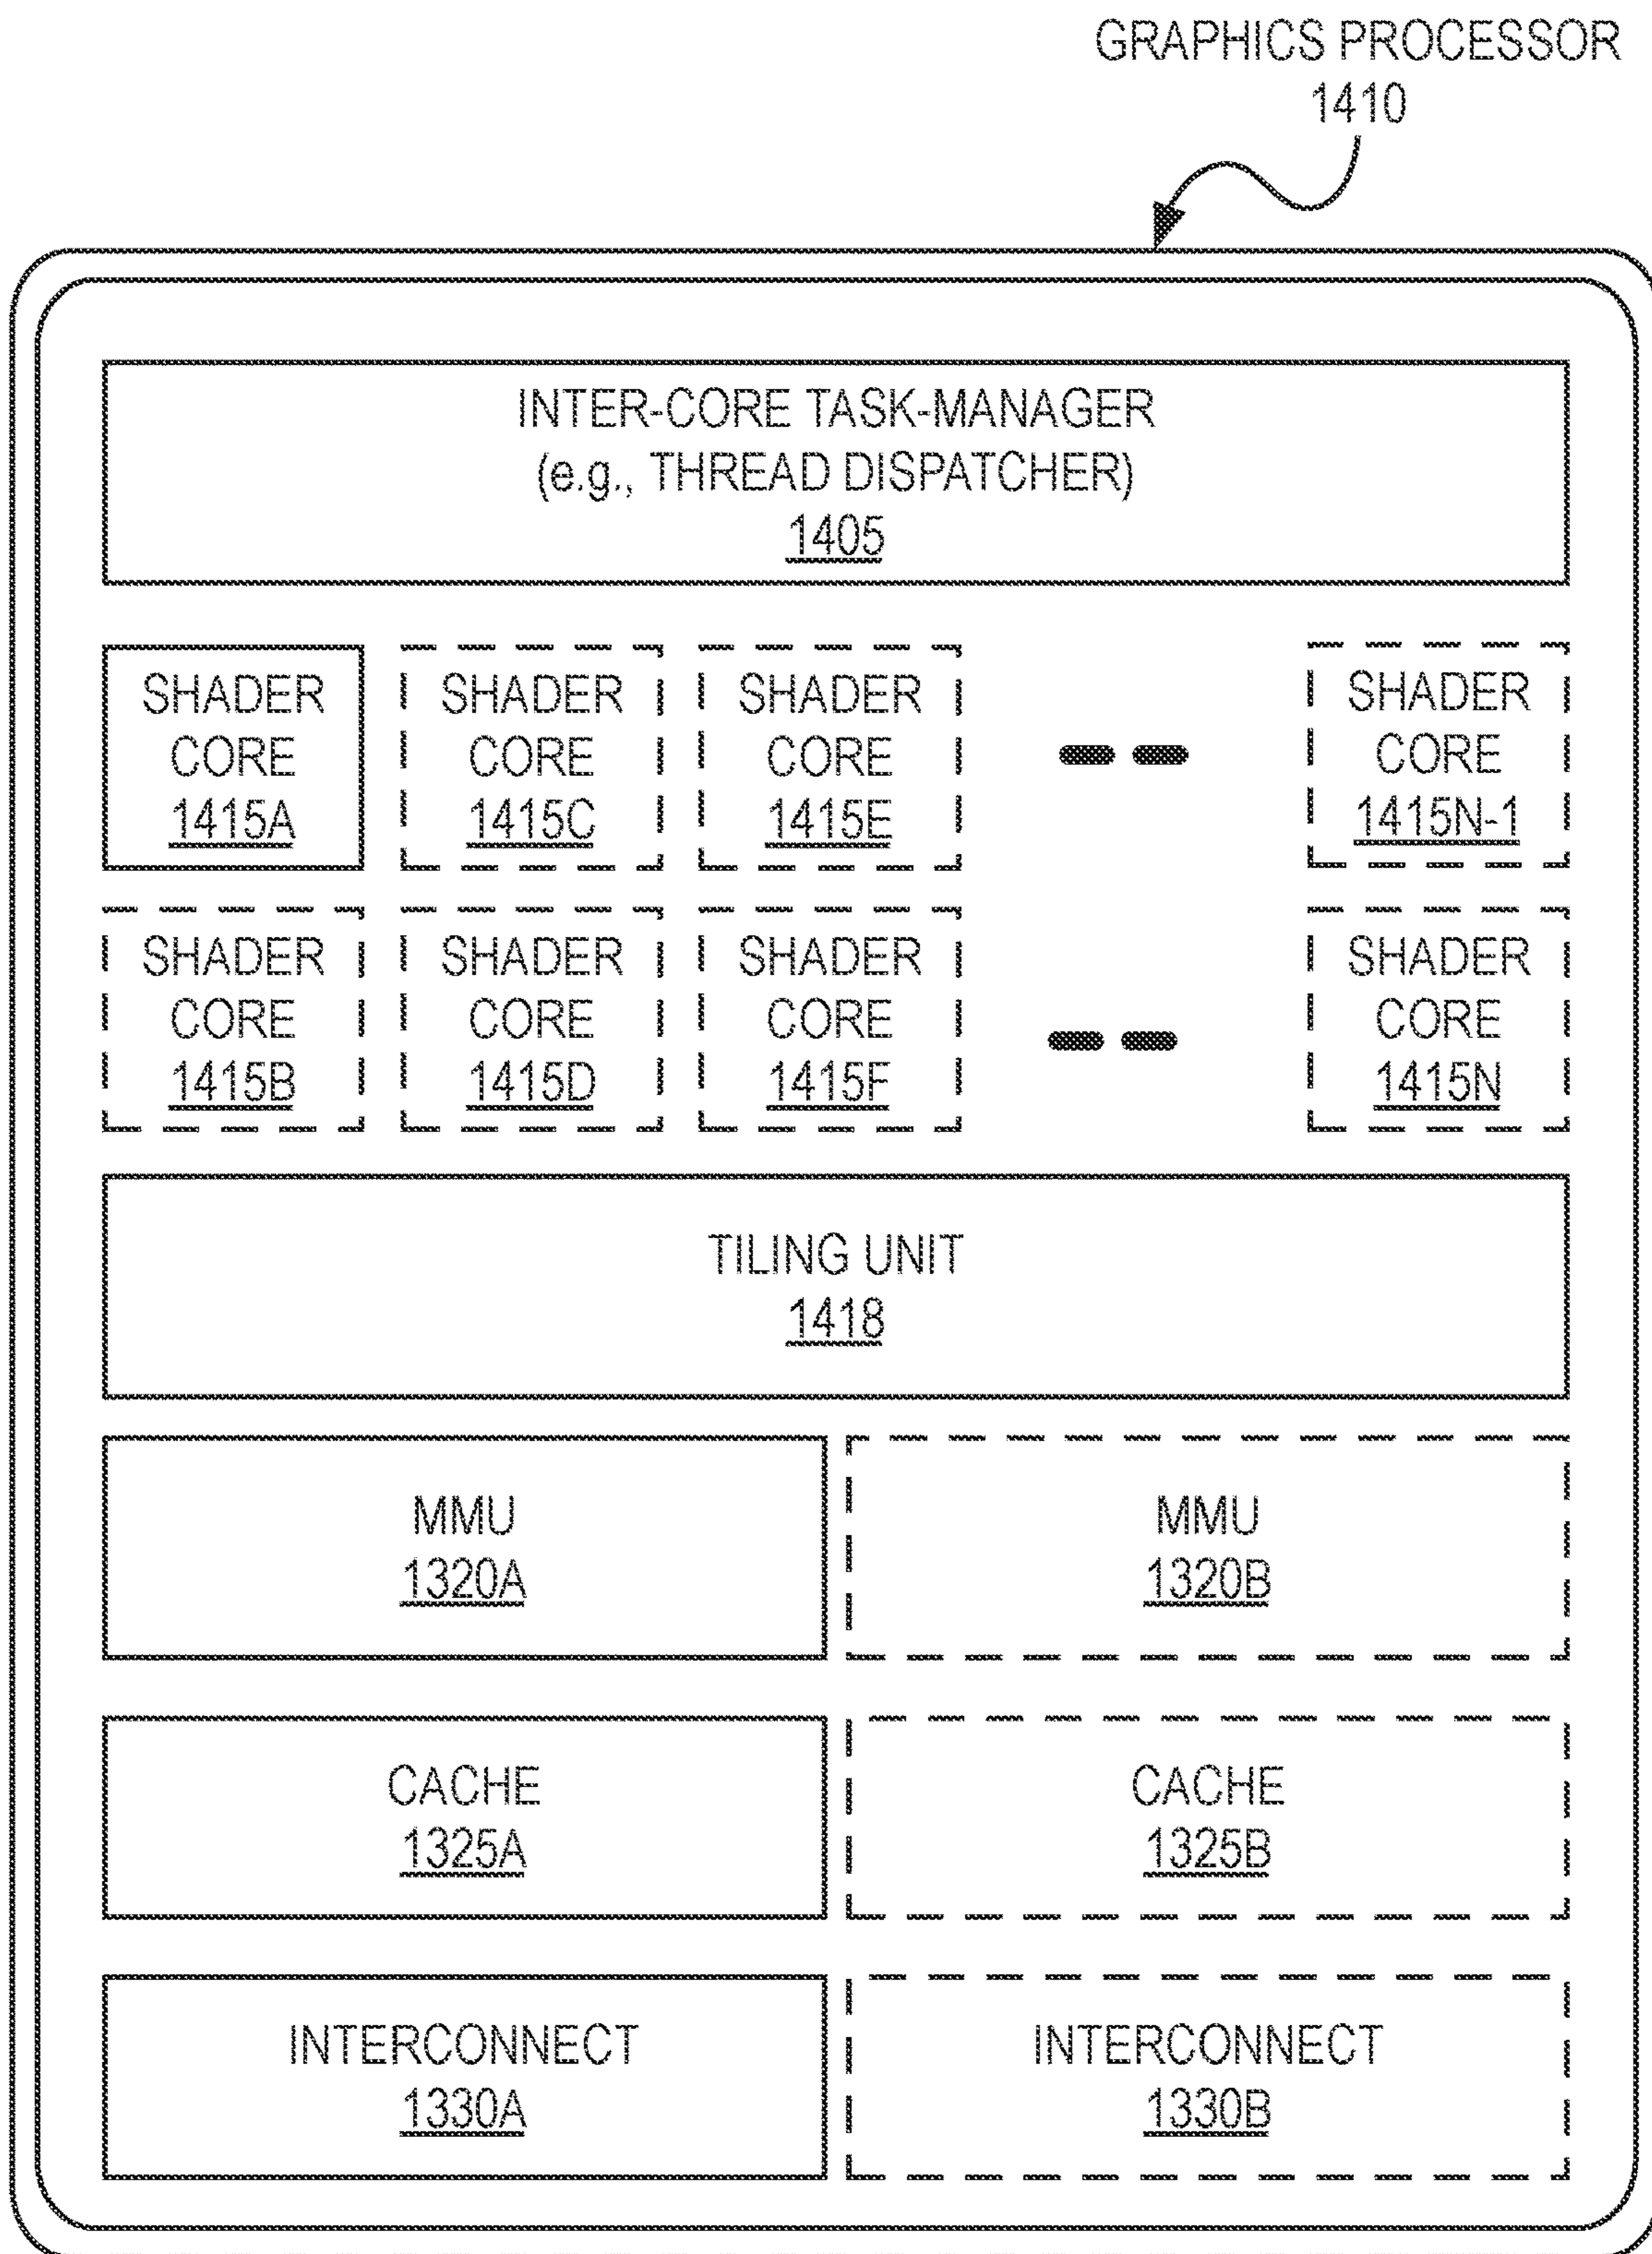 GRAPHICS PROCESSOR
1410
INTER-CORE TASK-MANAGER
(e.g., THREAD DISPATCHER)
1405
SHADER
CORE
1415A
SHADER
CORE
1415C
SHADER
CORE
1415E
SHADER
CORE
1415N-1
SHADER
CORE
1415B
SHADER
CORE
1415D
SHADER
CORE
1415F
SHADER
CORE
1415N
TILING UNIT
1418
MMU
1320A
MMU
1320B
CACHE
1325A
CACHE
1325B
INTERCONNECT
1330A
INTERCONNECT
1330B